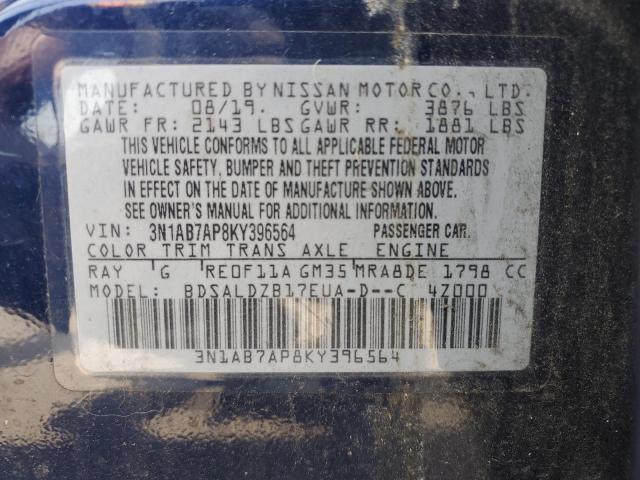 MANUFACTURED BY NISSAN MOTOR CO., LTD.
DATE: 08/19. GVWR: 3876 LBS
GAWR FR: 2143 LBS GAWR RR: 1881 LBS
THIS VEHICLE CONFORMS TO ALL APPLICABLE FEDERAL MOTOR
VEHICLE SAFETY, BUMPER AND THEFT PREVENTION STANDARDS
IN EFFECT ON THE DATE OF MANUFACTURE SHOWN ABOVE.
SEE OWNER'S MANUAL FOR ADDITIONAL INFORMATION.
VIN: 3N1AB7AP8KY396564 PASSENGER CAR.
COLOR TRIM TRANS AXLE ENGINE
RAY G RE0F11A GM35 MRA8DE 1798 CC
MODEL: BDSALDZB17EUA-D--C 4Z000
3N1AB7AP8KY396564